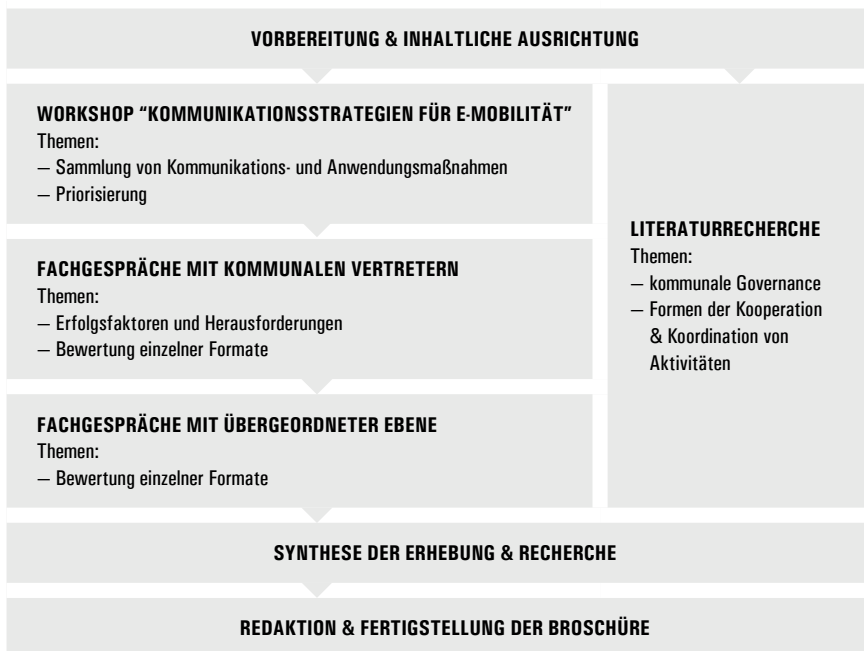 VORBEREITUNG & INHALTLICHE AUSRICHTUNG
WORKSHOP “KOMMUNIKATIONSSTRATEGIEN FÜR E-MOBILITÄT”
Themen:
— Sammlung von Kommunikations- und Anwendungsmaßnahmen
— Priorisierung
FACHGESPRÄCHE MIT KOMMUNALEN VERTRETERN
Themen:
— Erfolgsfaktoren und Herausforderungen
— Bewertung einzelner Formate
FACHGESPRÄCHE MIT ÜBERGEORDNETER EBENE
Themen:
— Bewertung einzelner Formate
LITERATURRECHERCHE
Themen:
— kommunale Governance
— Formen der Kooperation
& Koordination von
Aktivitäten
SYNTHESE DER ERHEBUNG & RECHERCHE
REDAKTION & FERTIGSTELLUNG DER BROSCHÜRE